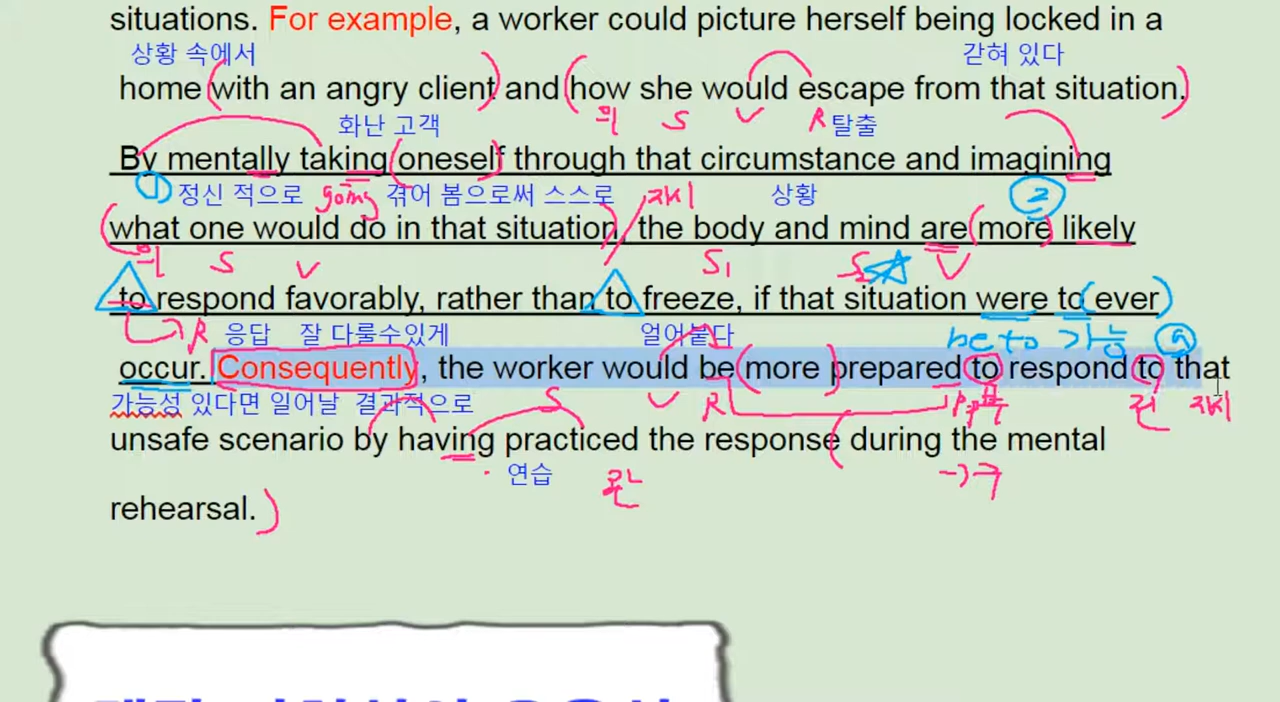 situations. For example, a worker could picture herself being locked in a
상황 속에서 갇혀 있다
home (with an angry client) and (how she would escape from that situation.)
화난 고객 의 S V R 탈출
By mentally taking (oneself through that circumstance and imagining
① 정신 적으로 going 겪어 봄으로써 스스로 상황 ②
(what one would do in that situation), the body and mind are (more) likely
의 S V S₁ V
to respond favorably, rather than to freeze, if that situation were to (ever)
R 응답 잘 다룰수있게 얼어붙다 be to 가능
occur. Consequently, the worker would be (more) prepared to respond to that
가능성 있다면 일어날 결과적으로 S V R 전
unsafe scenario by having practiced the response (during the mental
연습 완
rehearsal.)